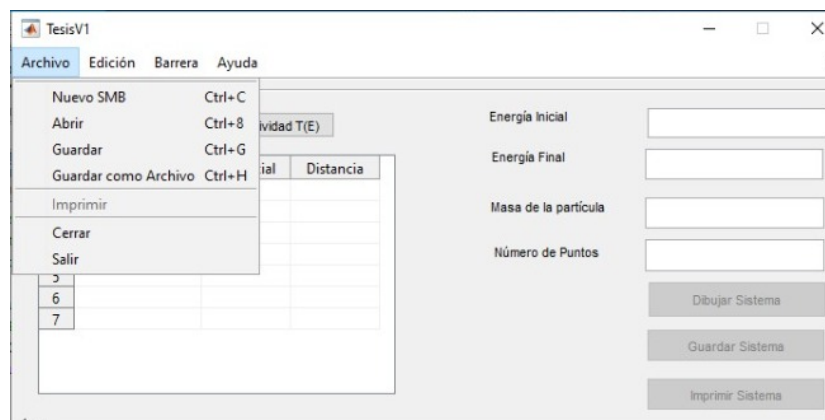 TesisV1
Archivo Edición Barrera Ayuda
Nuevo SMB Ctrl+C
Abrir Ctrl+8
Guardar Ctrl+G
Guardar como Archivo Ctrl+H
Imprimir
Cerrar
Salir
ividad T(E)
ial Distancia
5
6
7
Energía Inicial
Energía Final
Masa de la partícula
Número de Puntos
Dibujar Sistema
Guardar Sistema
Imprimir Sistema